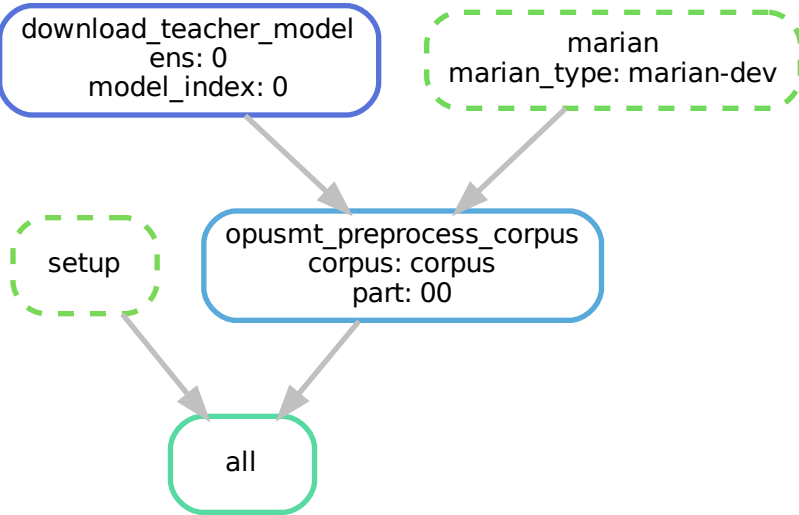 download_teacher_model
ens: 0
model_index: 0
marian
marian_type: marian-dev
setup
opusmt_preprocess_corpus
corpus: corpus
part: 00
all